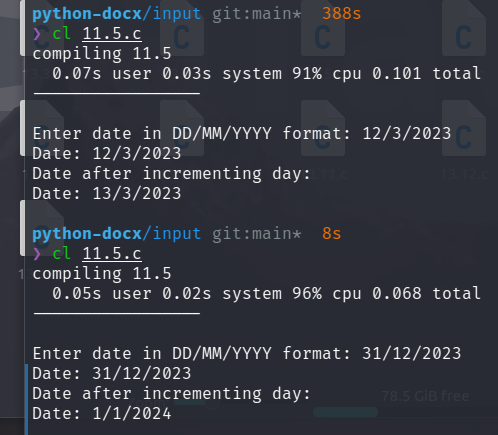 python-docx/input git:main* 388s
❯ cl 11.5.c
compiling 11.5
0.07s user 0.03s system 91% cpu 0.101 total
─────────────────
Enter date in DD/MM/YYYY format: 12/3/2023
Date: 12/3/2023
Date after incrementing day:
Date: 13/3/2023
python-docx/input git:main* 8s
❯ cl 11.5.c
compiling 11.5
0.05s user 0.02s system 96% cpu 0.068 total
─────────────────
Enter date in DD/MM/YYYY format: 31/12/2023
Date: 31/12/2023
Date after incrementing day:
78.5 GiB free
Date: 1/1/2024